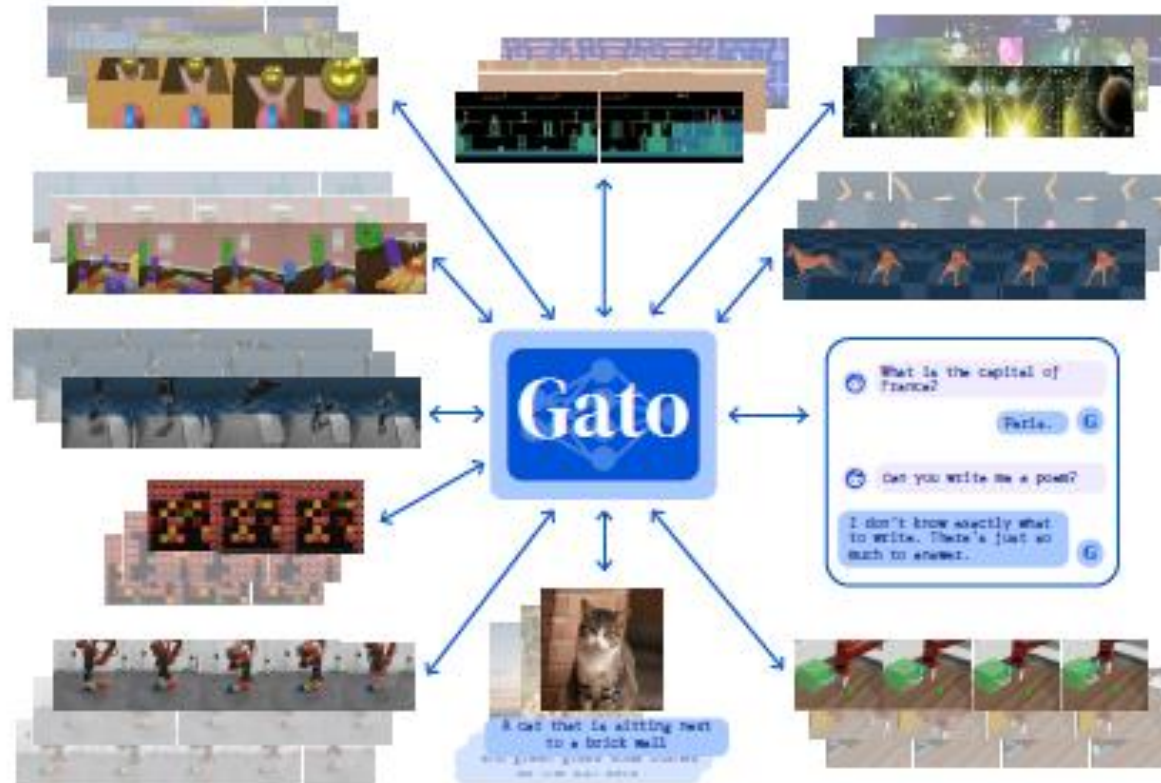 Gato
What is the capital of
France?
Paris.
G
Can you write me a poem?
I don't know exactly what
to write. There's just so
much to answer.
G
A cat that is sitting next
to a brick wall